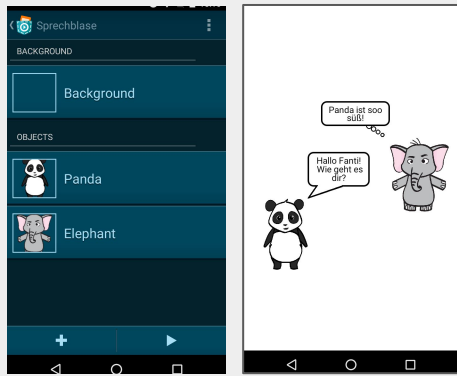 Sprechblase
BACKGROUND
Background
OBJECTS
Panda
Elephant
Panda ist soo
süß!
Hallo Fanti!
Wie geht es
dir?